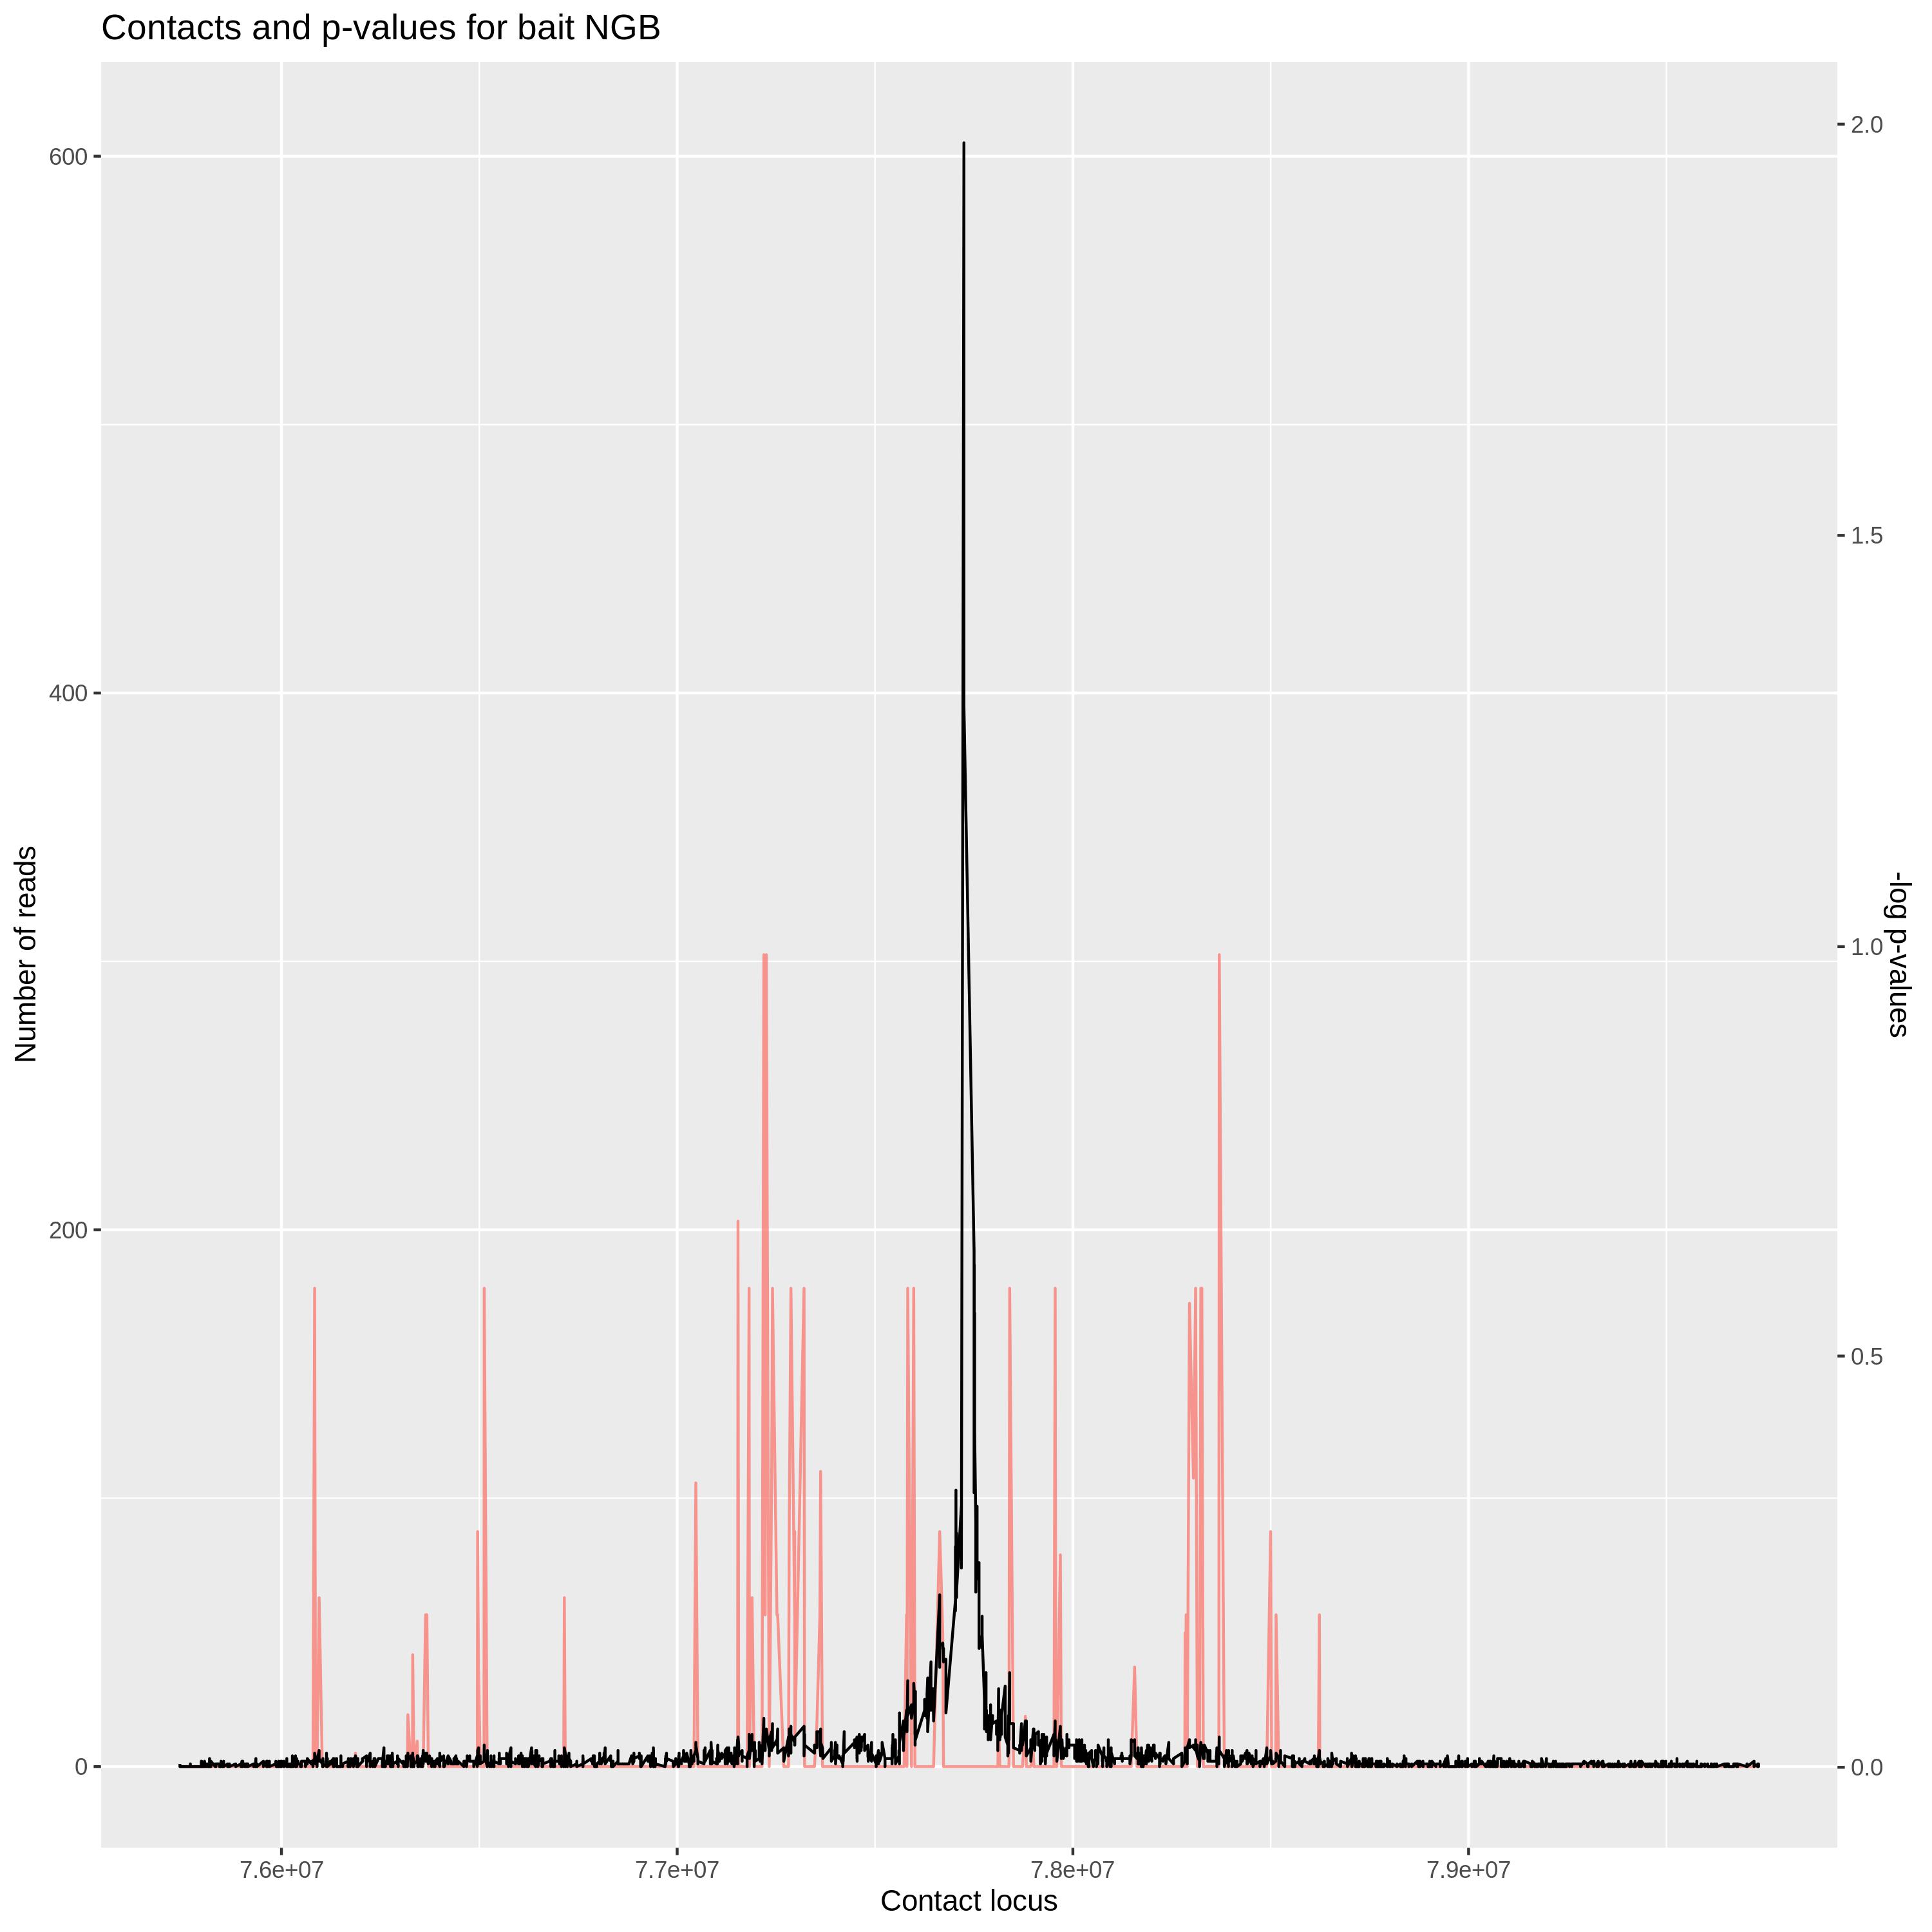 Contacts and p-values for bait NGB
600
400
200
0
Number of reads
2.0
1.5
1.0
0.5
0.0
-log p-values
7.6e+07
7.7e+07
7.8e+07
7.9e+07
Contact locus